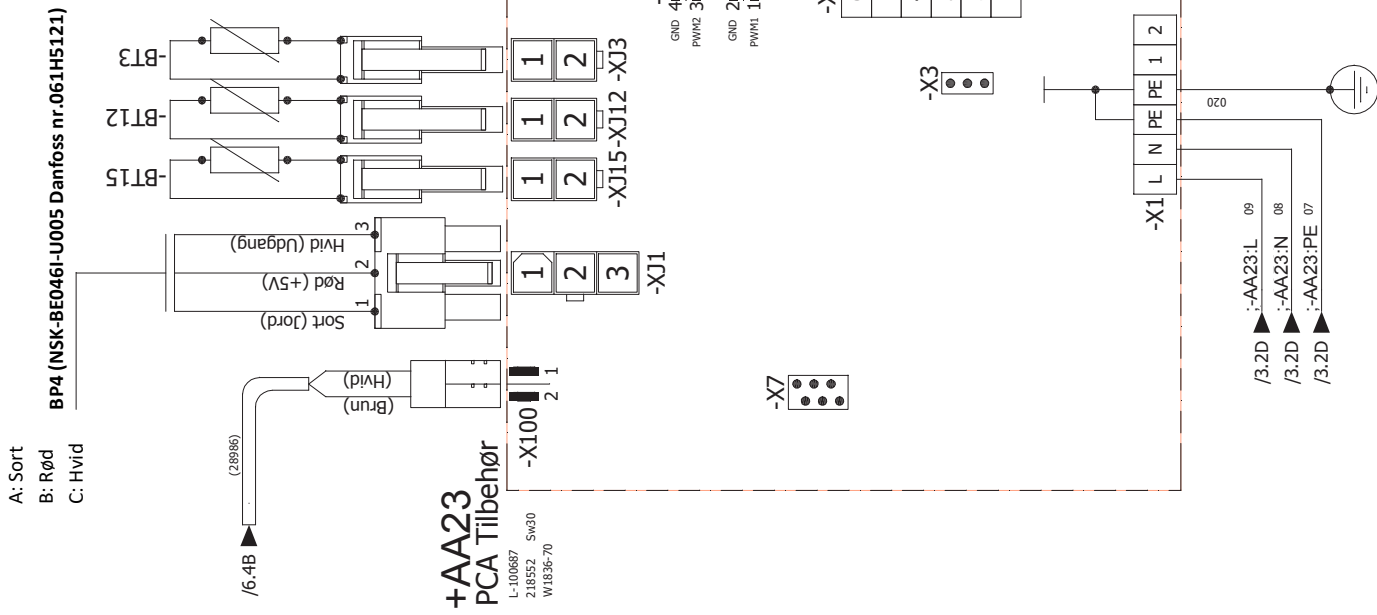 A: Sort
B: Rød
C: Hvid
BP4 (NSK-BE046I-U005 Danfoss nr.061H5121)
-BT15
-BT12
-BT3
/6.4B
(28986)
(Brun)
(Hvid)
1
2
3
Sort (Jord)
Rød (+5V)
Hvid (Udgang)
+AA23
PCA Tilbehør
L-100687
218552 Sw30
W1836-70
-X100
2
1
1
2
3
-XJ1
1
2
-XJ15
1
2
-XJ12
1
2
-XJ3
GND
PWM2
GND
PWM1
-X7
-X3
-X1
L
N
PE
PE
1
2
020
/3.2D
;-AA23:L
09
/3.2D
;-AA23:N
08
/3.2D
;-AA23:PE
07